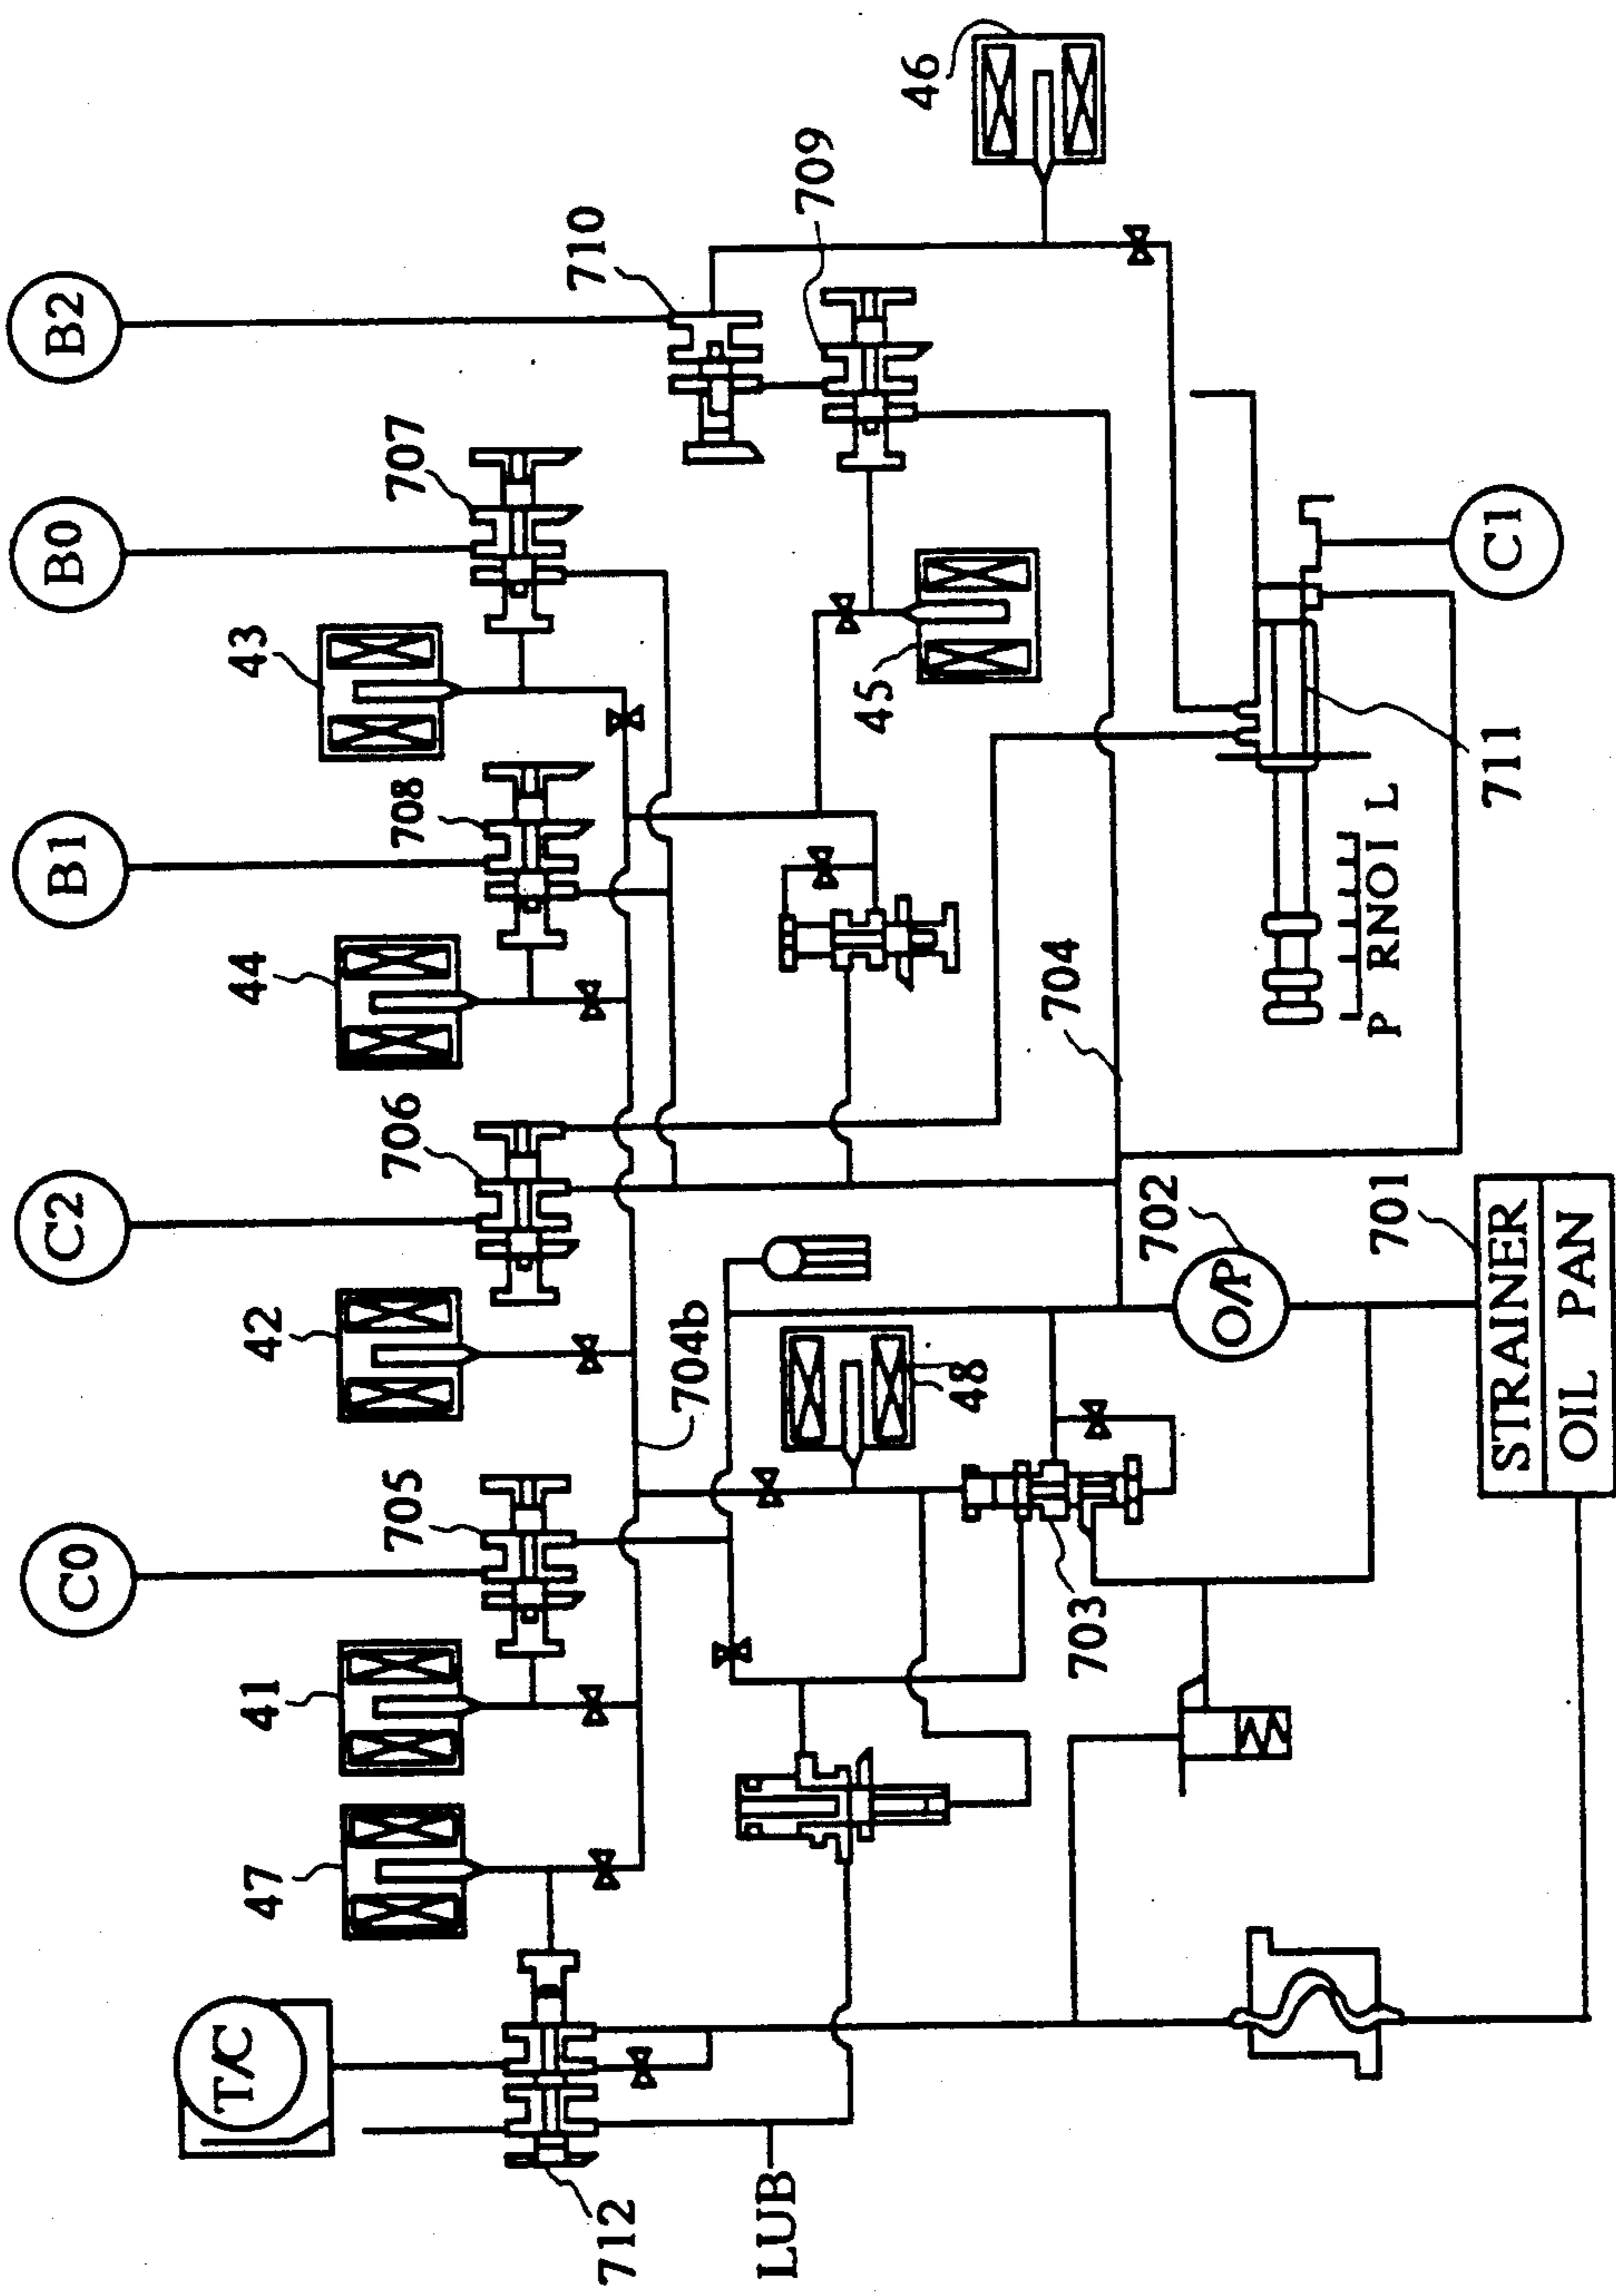 T/C
C0
C2
B1
B0
B2
47
41
42
44
43
705
706
708
707
710
709
46
712
704b
45
LUB
48
704
703
702
O/P
P RNOIL
711
C1
701
STRAINER
OIL PAN